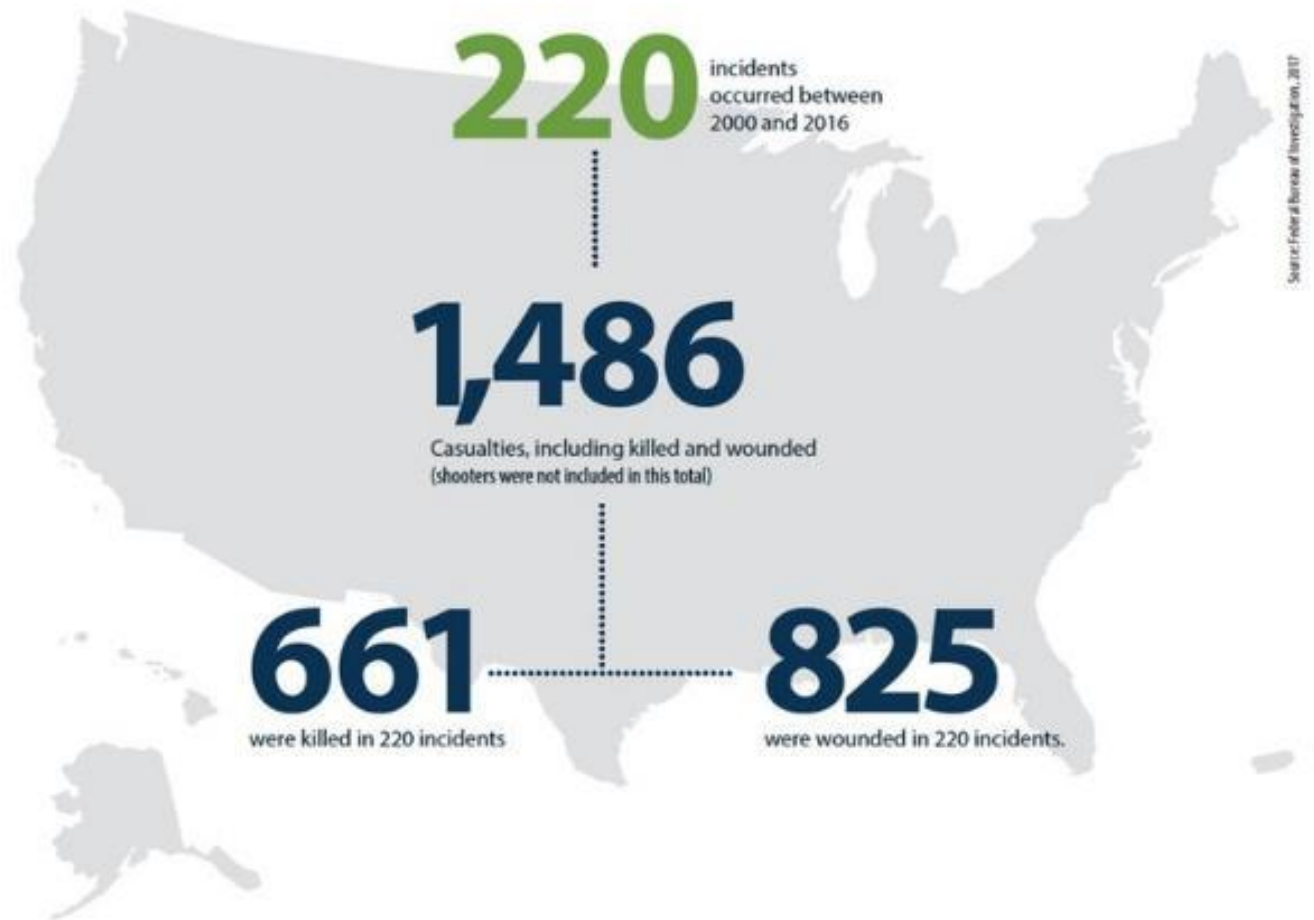 220
incidents
occurred between
2000 and 2016
1,486
Casualties, including killed and wounded
(shooters were not included in this total)
661
were killed in 220 incidents
825
were wounded in 220 incidents.
Source: Federal Bureau of Investigation, 2017